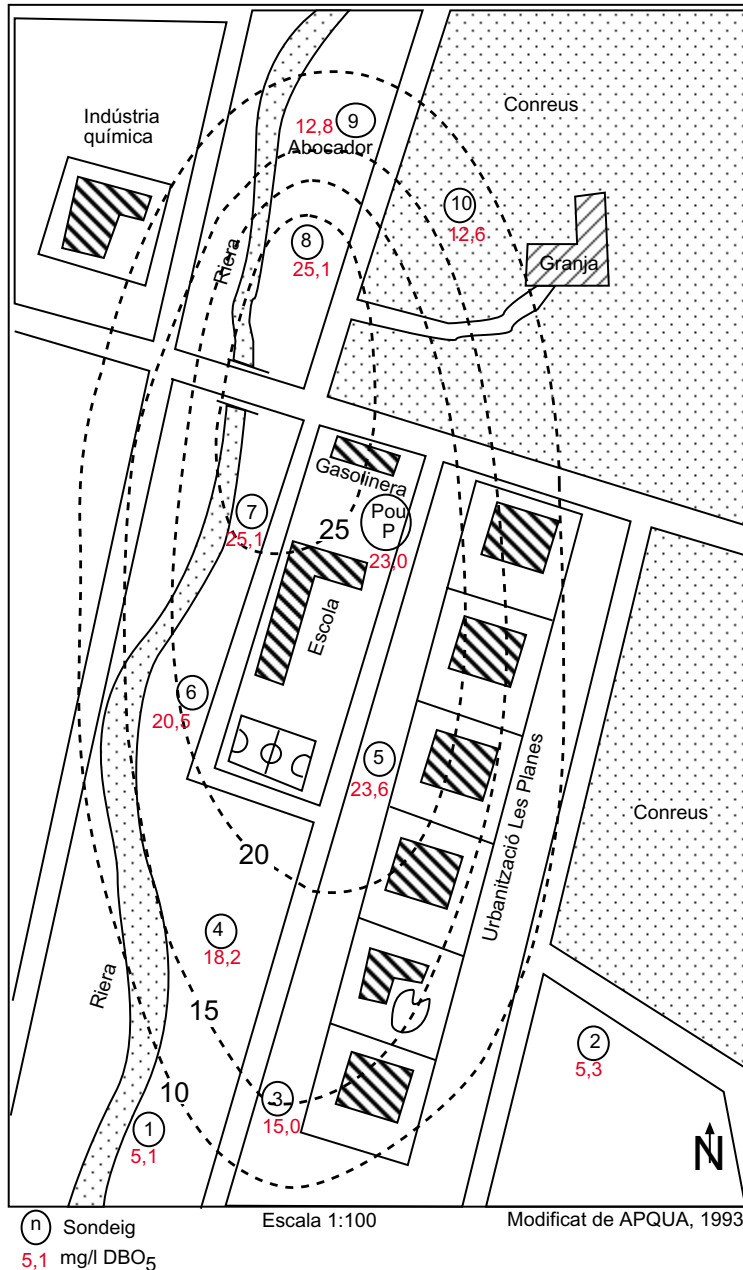 Indústria
química
Conreus
9
12,8
Abocador
10
12,6
8
25,1
Riera
Granja
Gasolinera
7
25,1
25
Pou
P
23,0
Escola
6
20,5
5
23,6
Urbanització Les Planes
Conreus
20
4
18,2
Riera
15
2
5,3
10
3
15,0
1
5,1
N
n Sondeig
Escala 1:100
Modificat de APQUA, 1993
5,1 mg/l DBO5